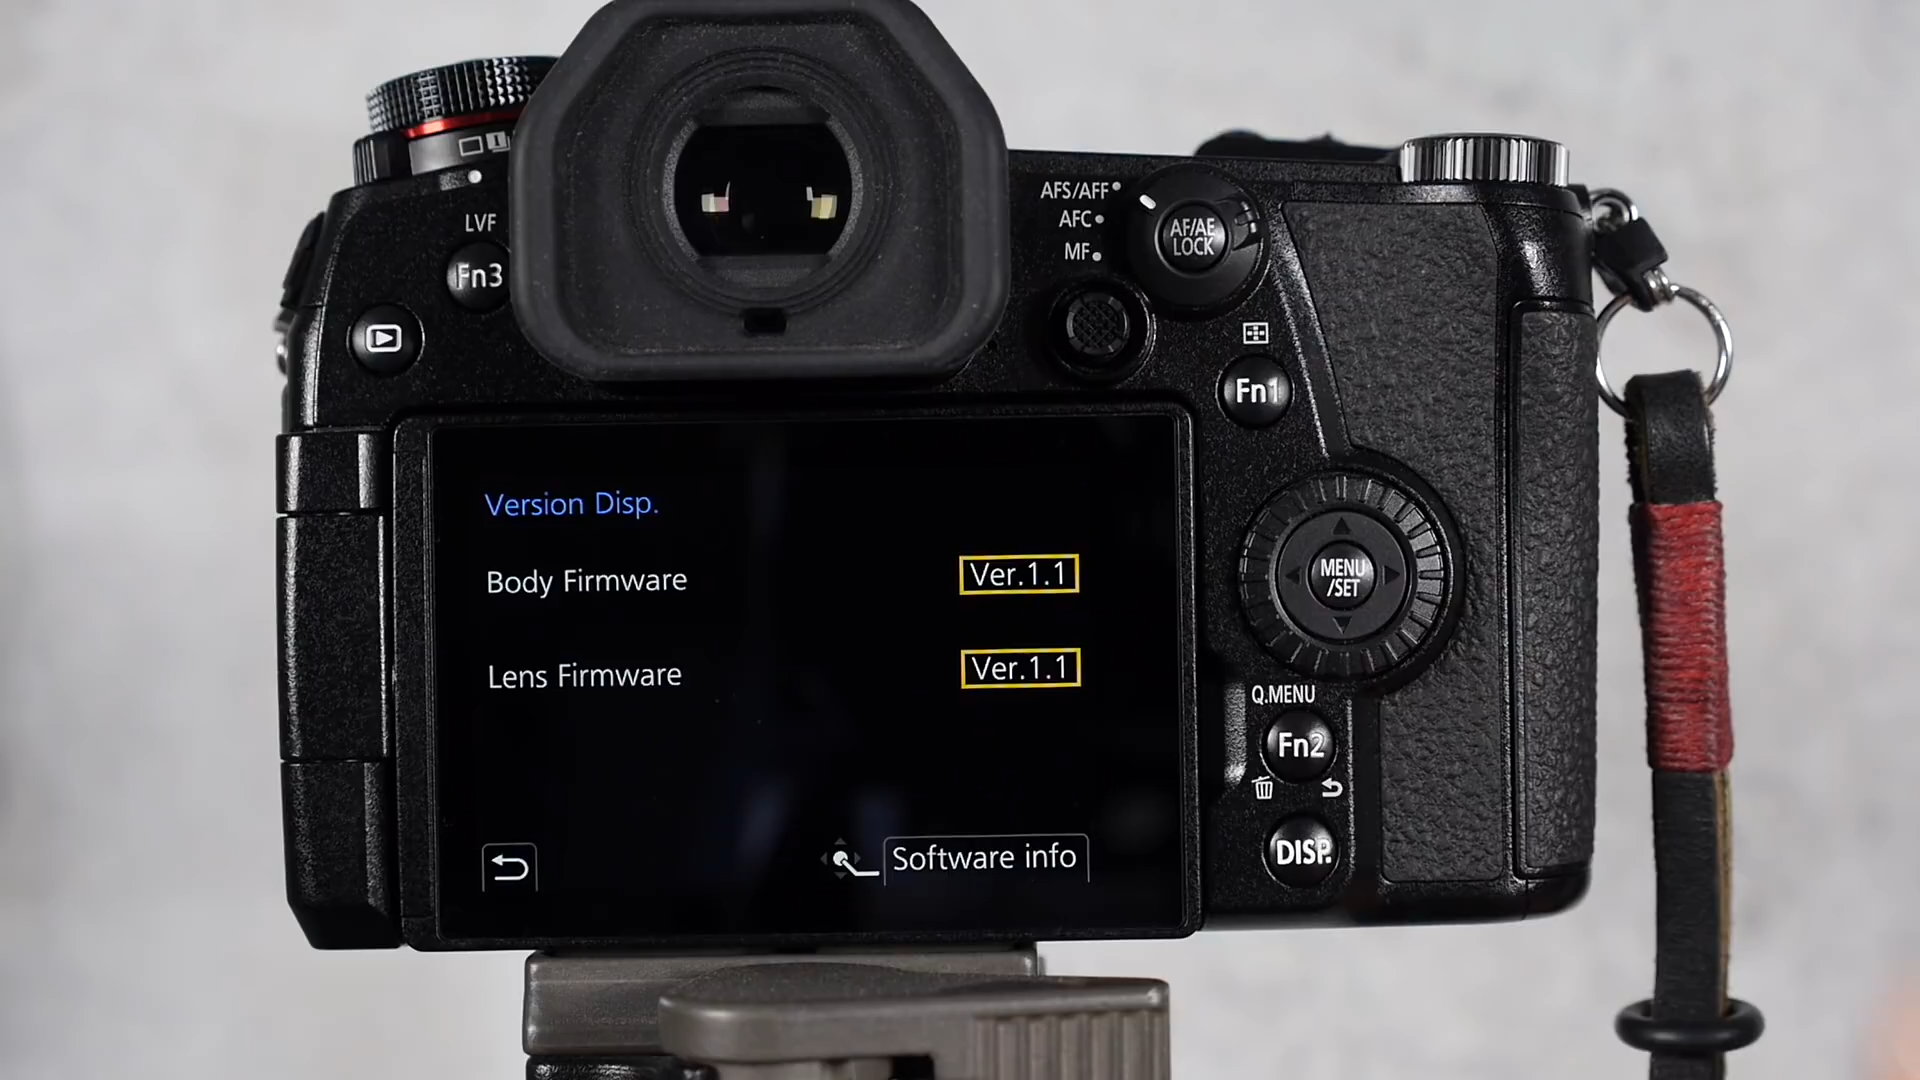 LVF
Fn3
AFS/AFF
AFC
MF
AF/AE
LOCK
Fn1
Version Disp.
Body Firmware Ver.1.1
Lens Firmware Ver.1.1
Software info
MENU
/SET
Q.MENU
Fn2
DISP.